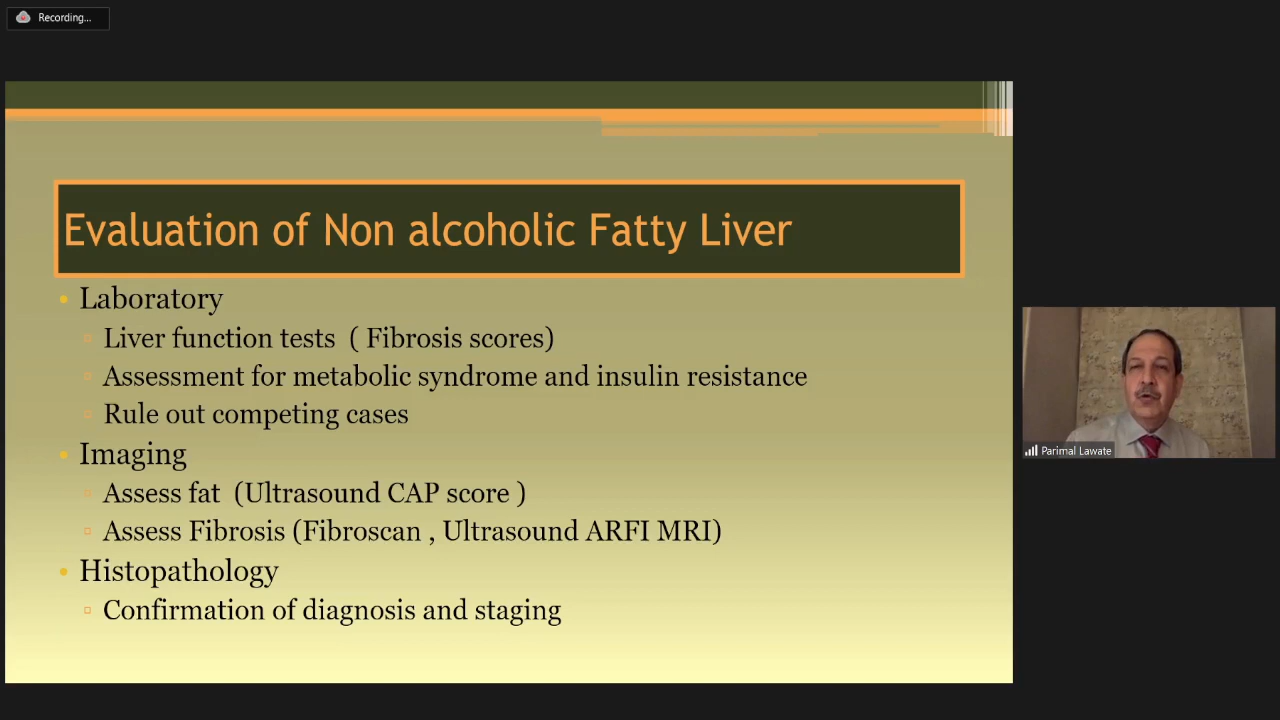 Recording...
Evaluation of Non alcoholic Fatty Liver
Laboratory
Liver function tests ( Fibrosis scores)
Assessment for metabolic syndrome and insulin resistance
Rule out competing cases
Imaging
Assess fat (Ultrasound CAP score )
Assess Fibrosis (Fibroscan , Ultrasound ARFI MRI)
Histopathology
Confirmation of diagnosis and staging
Parimal Lawate